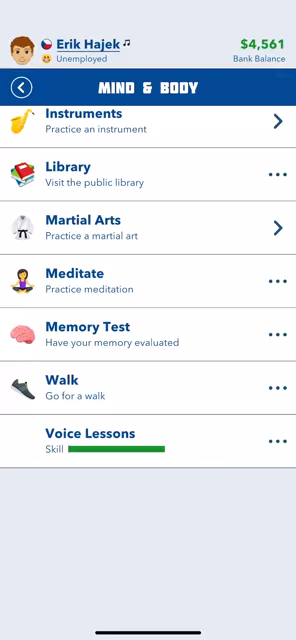 Erik Hajek
$4,561
Unemployed
Bank Balance
MIND & BODY
Instruments
Practice an instrument
Library
Visit the public library
Martial Arts
Practice a martial art
Meditate
Practice meditation
Memory Test
Have your memory evaluated
Walk
Go for a walk
Voice Lessons
Skill